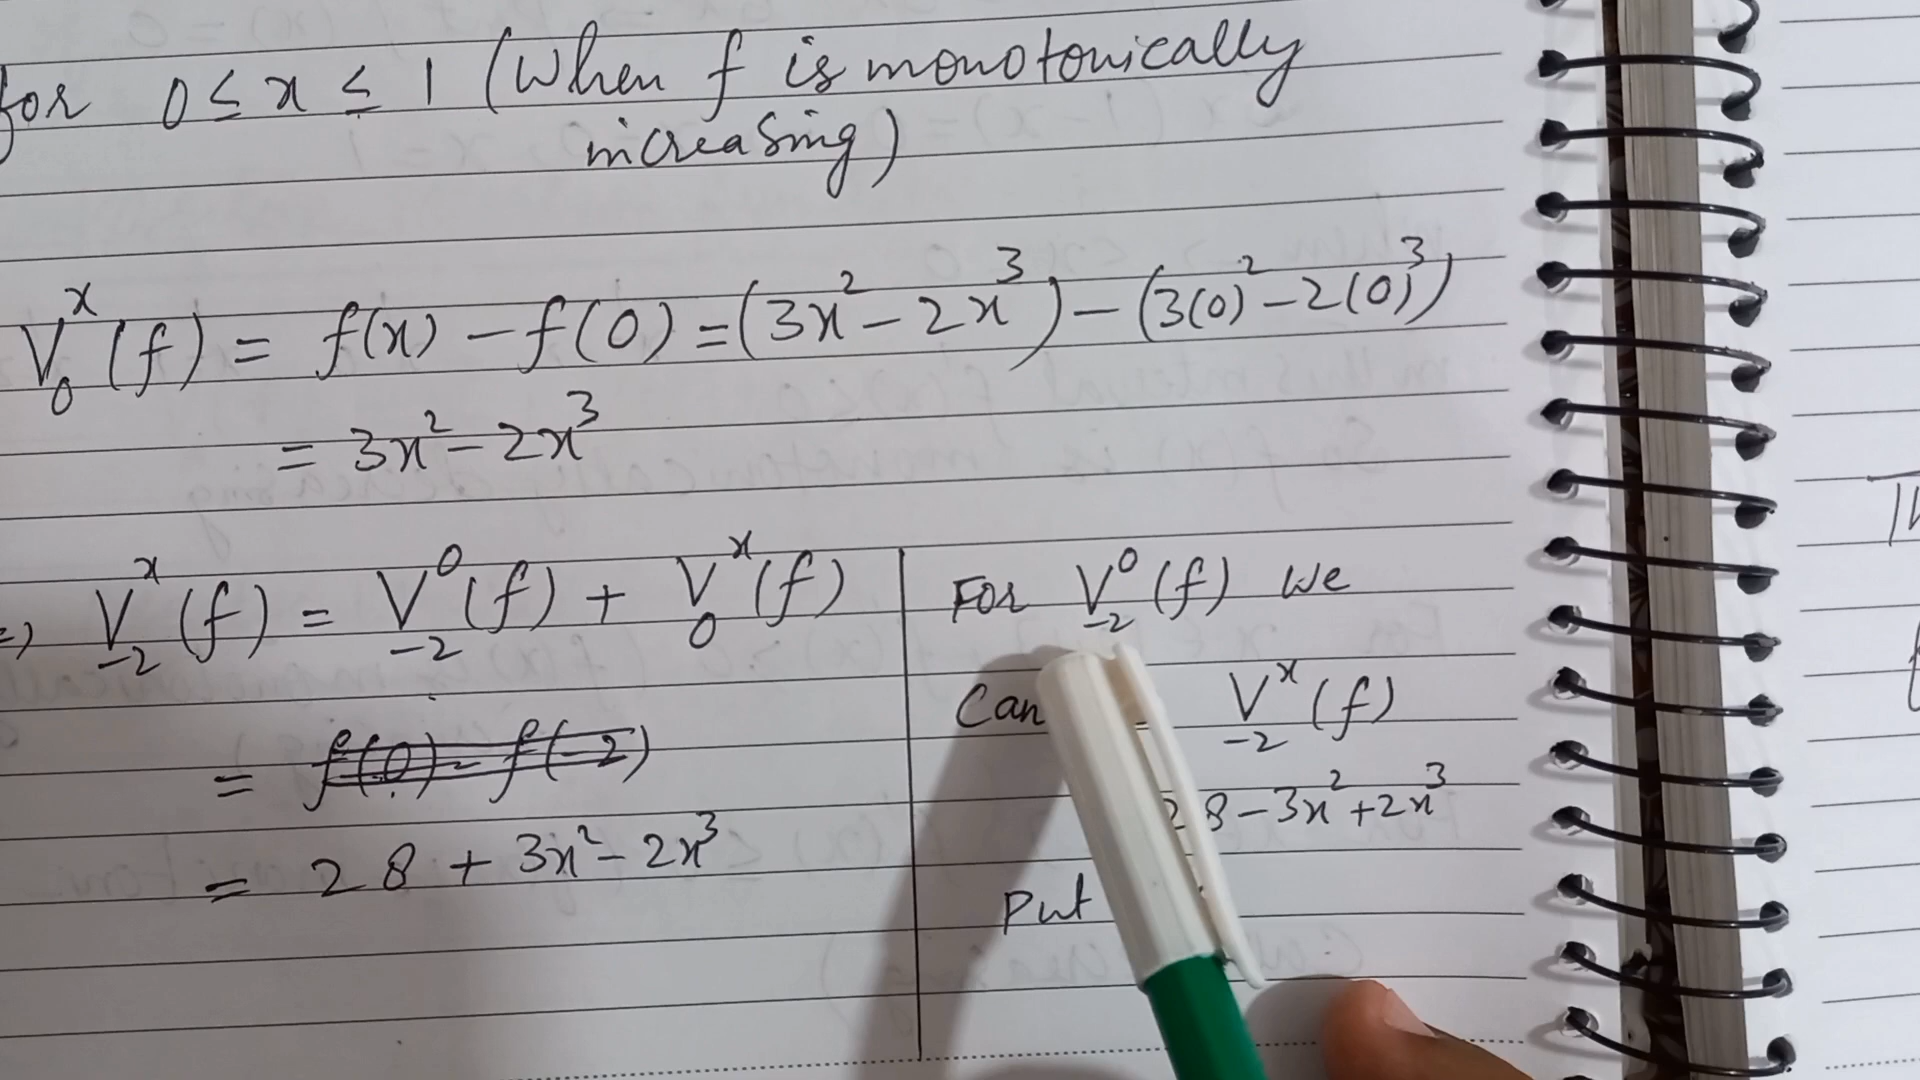 for 0 ≤ x ≤ 1 (When f is monotonically
increasing)
V₀ˣ(f) = f(x) - f(0) = (3x² - 2x³) - (3(0)² - 2(0)³)
= 3x² - 2x³
V₋₂ˣ(f) = V₋₂⁰(f) + V₀ˣ(f)
= f(0) - f(-2)
= 28 + 3x² - 2x³
For V₋₂⁰(f) we
Can V₋₂ˣ(f)
28 - 3x² + 2x³
Put